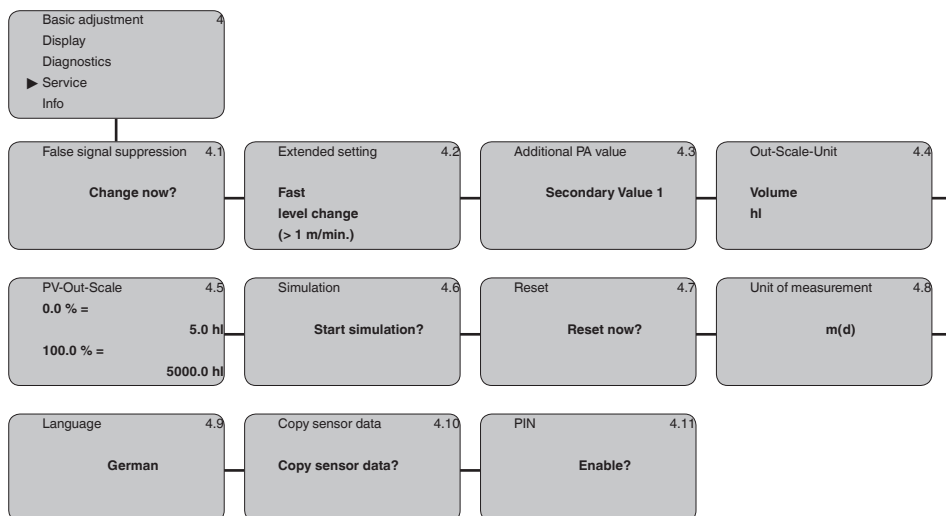 Basic adjustment 4
Display
Diagnostics
▶ Service
Info
False signal suppression 4.1
Change now?
Extended setting 4.2
Fast
level change
(> 1 m/min.)
Additional PA value 4.3
Secondary Value 1
Out-Scale-Unit 4.4
Volume
hl
PV-Out-Scale 4.5
0.0 % =
5.0 hl
100.0 % =
5000.0 hl
Simulation 4.6
Start simulation?
Reset 4.7
Reset now?
Unit of measurement 4.8
m(d)
Language 4.9
German
Copy sensor data 4.10
Copy sensor data?
PIN 4.11
Enable?